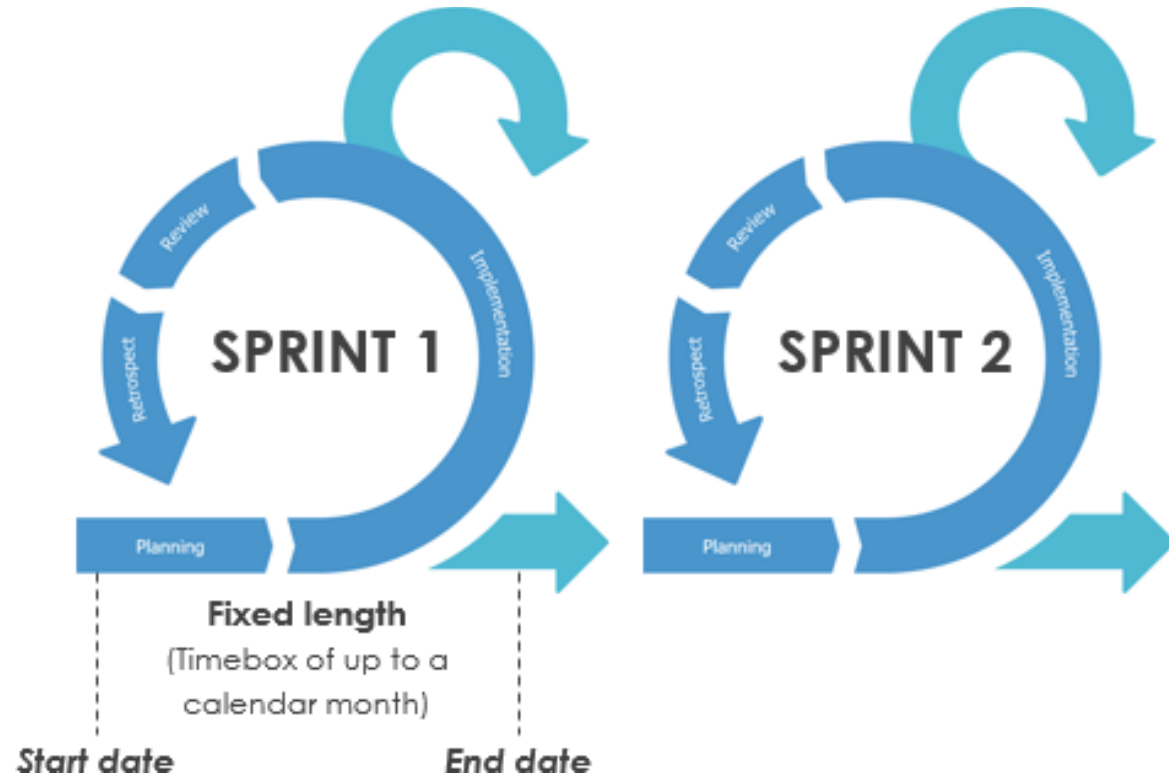 Review
Implementation
SPRINT 1
Retrospect
Planning
Review
Implementation
SPRINT 2
Retrospect
Planning
Fixed length
(Timebox of up to a
calendar month)
Start date
End date